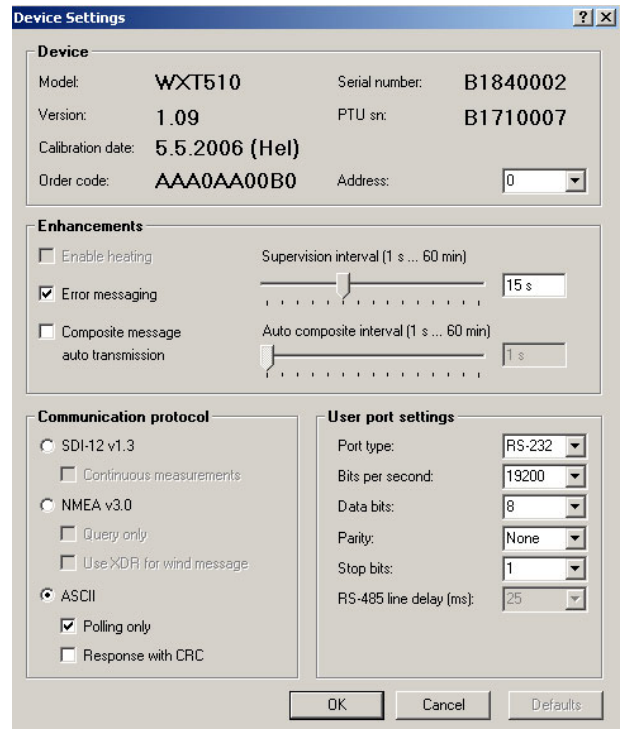 Device Settings
Device
Model: WXT510 Serial number: B1840002
Version: 1.09 PTU sn: B1710007
Calibration date: 5.5.2006 (Hel)
Order code: AAA0AA00B0 Address: 0
Enhancements
Enable heating Supervision interval (1 s ... 60 min)
Error messaging 15 s
Composite message Auto composite interval (1 s ... 60 min)
auto transmission 1 s
Communication protocol
SDI-12 v1.3
Continuous measurements
NMEA v3.0
Query only
Use XDR for wind message
ASCII
Polling only
Response with CRC
User port settings
Port type: RS-232
Bits per second: 19200
Data bits: 8
Parity: None
Stop bits: 1
RS-485 line delay (ms): 25
OK Cancel Defaults